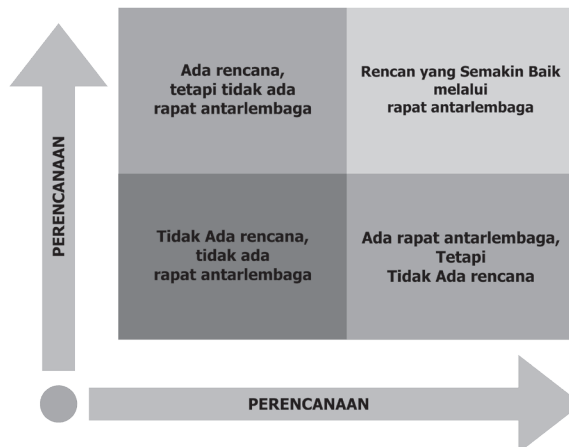 PERENCANAAN
Ada rencana,
tetapi tidak ada
rapat antarlembaga
Rencan yang Semakin Baik
melalui
rapat antarlembaga
Tidak Ada rencana,
tidak ada
rapat antarlembaga
Ada rapat antarlembaga,
Tetapi
Tidak Ada rencana
PERENCANAAN